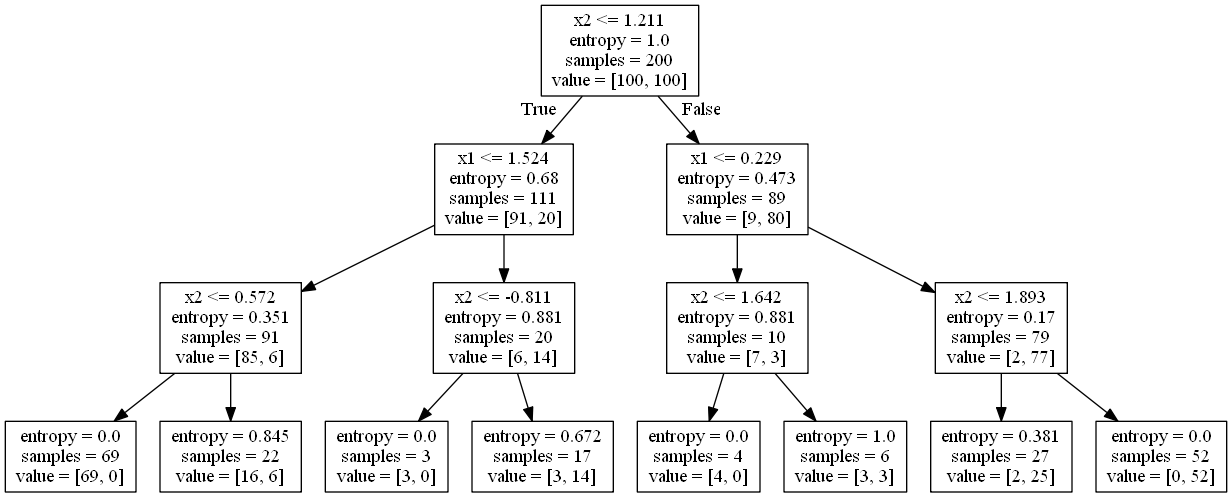 x2 <= 1.211
entropy = 1.0
samples = 200
value = [100, 100]
True
False
x1 <= 1.524
entropy = 0.68
samples = 111
value = [91, 20]
x1 <= 0.229
entropy = 0.473
samples = 89
value = [9, 80]
x2 <= 0.572
entropy = 0.351
samples = 91
value = [85, 6]
x2 <= -0.811
entropy = 0.881
samples = 20
value = [6, 14]
x2 <= 1.642
entropy = 0.881
samples = 10
value = [7, 3]
x2 <= 1.893
entropy = 0.17
samples = 79
value = [2, 77]
entropy = 0.0
samples = 69
value = [69, 0]
entropy = 0.845
samples = 22
value = [16, 6]
entropy = 0.0
samples = 3
value = [3, 0]
entropy = 0.672
samples = 17
value = [3, 14]
entropy = 0.0
samples = 4
value = [4, 0]
entropy = 1.0
samples = 6
value = [3, 3]
entropy = 0.381
samples = 27
value = [2, 25]
entropy = 0.0
samples = 52
value = [0, 52]